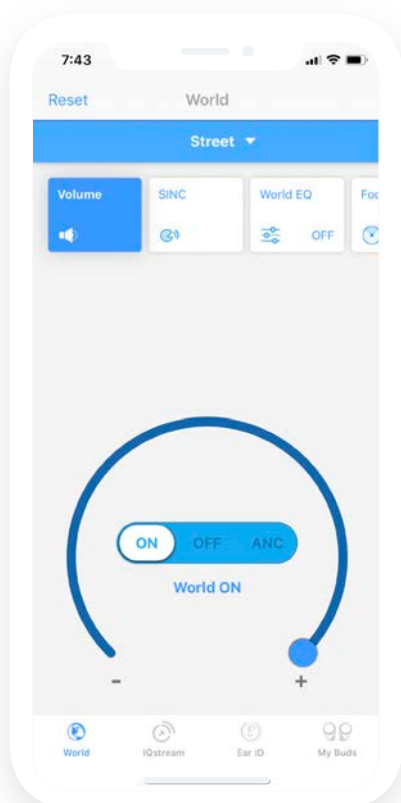 7:43
Reset World
Street
Volume SINC World EQ Foc
OFF
ON OFF ANC
World ON
- +
World IQstream Ear ID My Buds